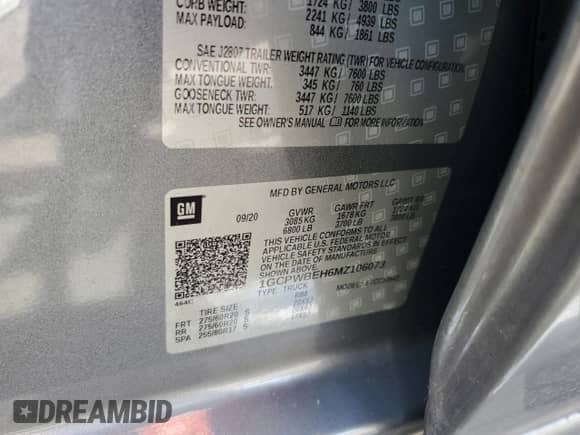 1724 KG/ 3800 LBS
CURB WEIGHT: 2241 KG/ 4939 LBS
MAX PAYLOAD: 844 KG/ 1861 LBS
SAE J2807 TRAILER WEIGHT RATING (TWR) FOR VEHICLE CONFIGURATION
CONVENTIONAL TWR: 3447 KG/ 7600 LBS
MAX TONGUE WEIGHT: 345 KG/ 760 LBS
GOOSENECK TWR: 3447 KG/ 7600 LBS
MAX TONGUE WEIGHT: 517 KG/ 1140 LBS
SEE OWNER'S MANUAL FOR MORE INFORMATION
MFD BY GENERAL MOTORS LLC
GM
09/20 GVWR GAWR FRT GAWR RR
3085 KG 1678 KG
6800 LB 3700 LB
THIS VEHICLE CONFORMS TO ALL
APPLICABLE U.S. FEDERAL MOTOR
VEHICLE SAFETY STANDARDS IN
EFFECT ON THE DATE OF MANUFACTURE
SHOWN ABOVE.
1GCPWBEH6MZ106073
TYPE: TRUCK MODEL:
TIRE SIZE RIM
FRT 275/60R20 S
RR 275/60R20 S
SPA 255/80R17 S
DREAMBID